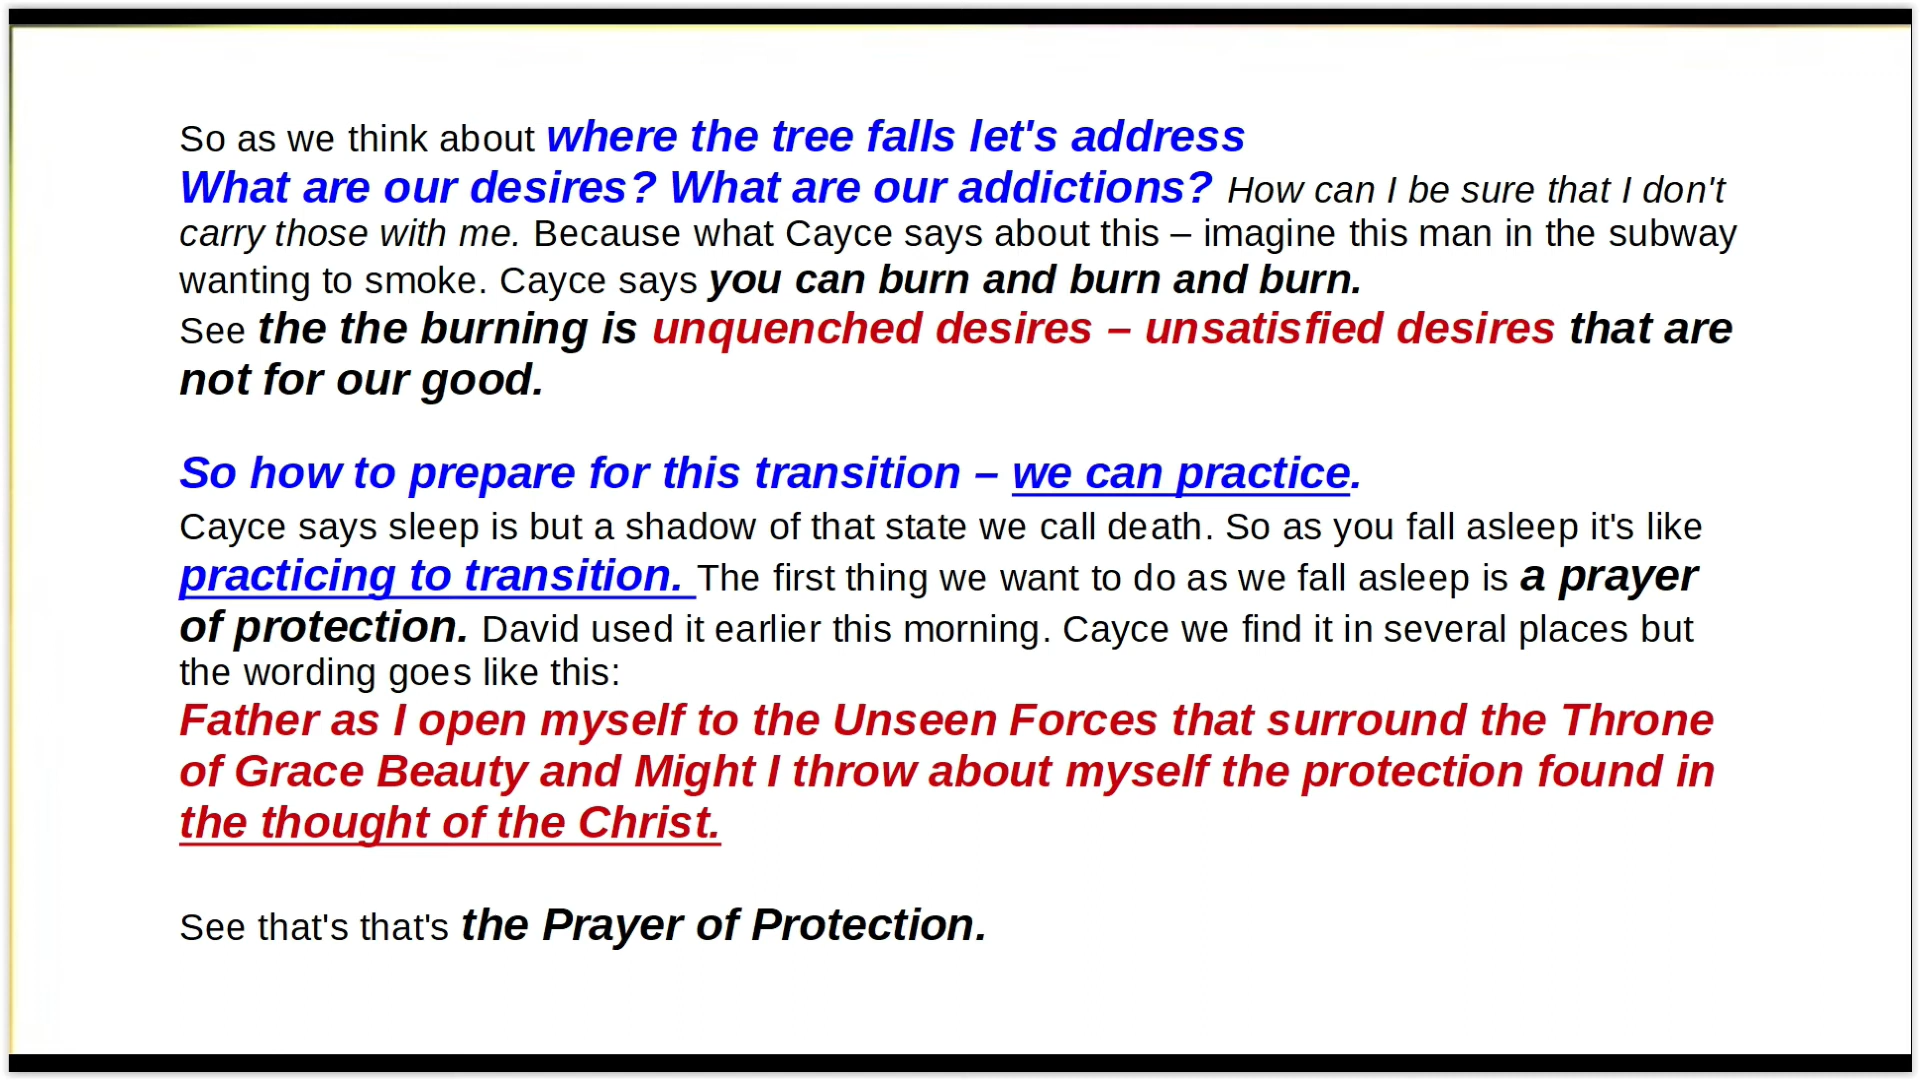 So as we think about where the tree falls let's address
What are our desires? What are our addictions? How can I be sure that I don't
carry those with me. Because what Cayce says about this – imagine this man in the subway
wanting to smoke. Cayce says you can burn and burn and burn.
See the the burning is unquenched desires – unsatisfied desires that are
not for our good.
So how to prepare for this transition – we can practice.
Cayce says sleep is but a shadow of that state we call death. So as you fall asleep it's like
practicing to transition. The first thing we want to do as we fall asleep is a prayer
of protection. David used it earlier this morning. Cayce we find it in several places but
the wording goes like this:
Father as I open myself to the Unseen Forces that surround the Throne
of Grace Beauty and Might I throw about myself the protection found in
the thought of the Christ.
See that's that's the Prayer of Protection.